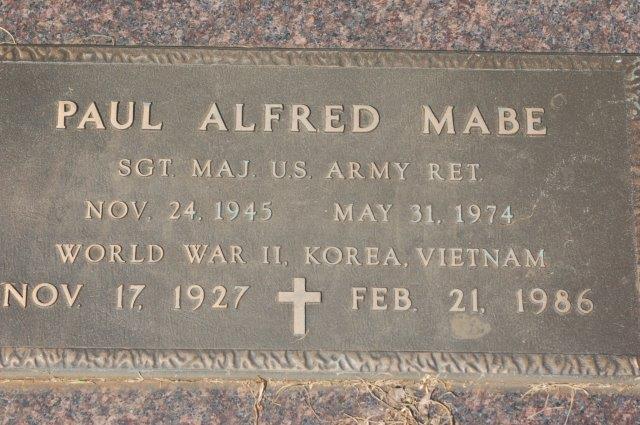 PAUL ALFRED MABE
SGT. MAJ. U.S. ARMY RET.
NOV. 24, 1945 MAY 31, 1974
WORLD WAR II, KOREA, VIETNAM
NOV. 17, 1927 FEB. 21, 1986